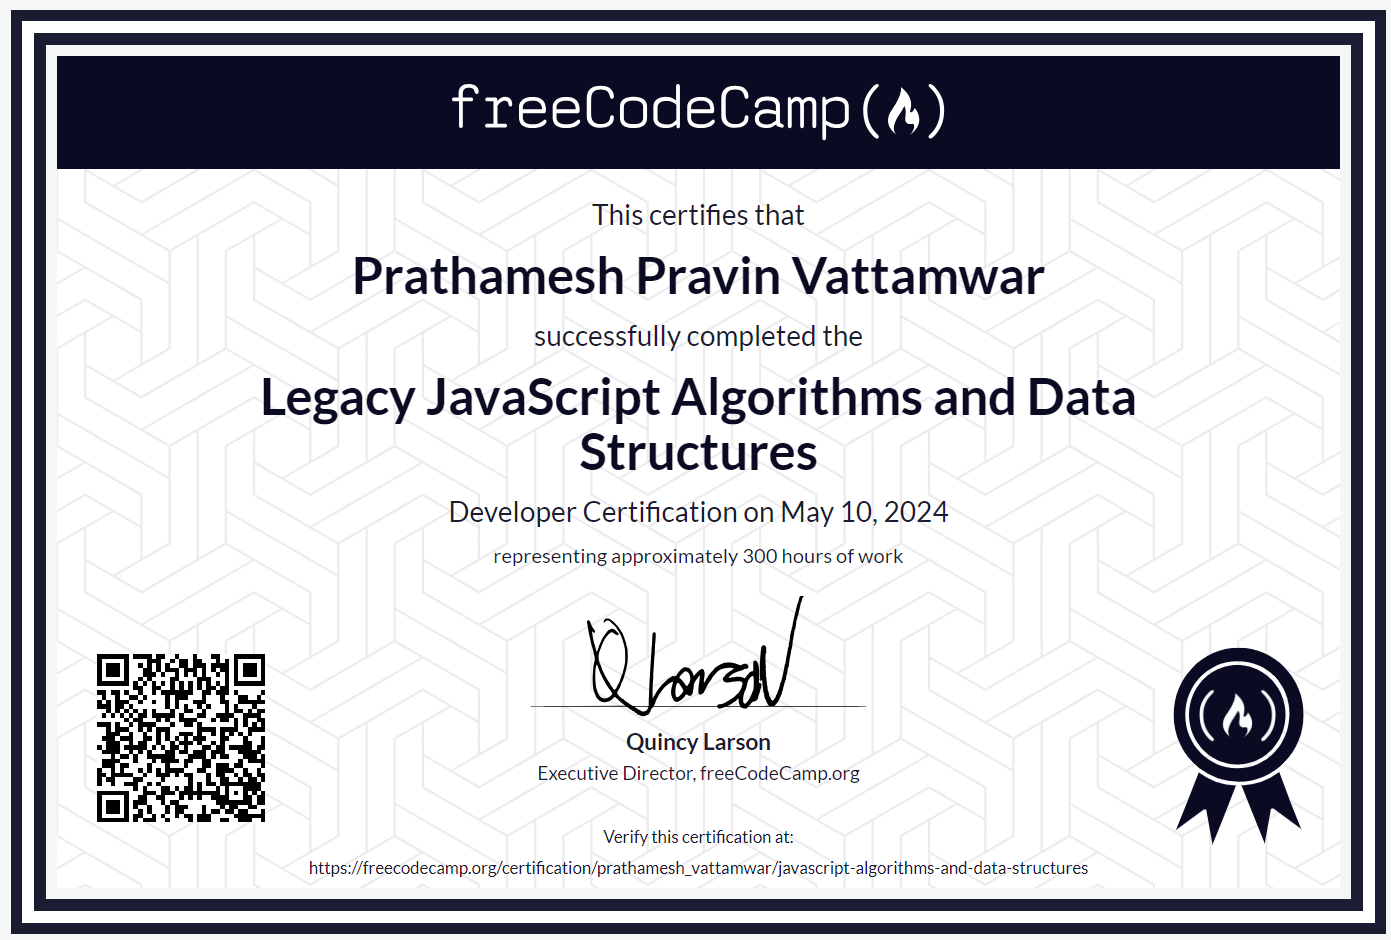 freeCodeCamp
This certifies that
Prathamesh Pravin Vattamwar
successfully completed the
Legacy JavaScript Algorithms and Data
Structures
Developer Certification on May 10, 2024
representing approximately 300 hours of work
Q Larson
Quincy Larson
Executive Director, freeCodeCamp.org
Verify this certification at:
https://freecodecamp.org/certification/prathamesh_vattamwar/javascript-algorithms-and-data-structures